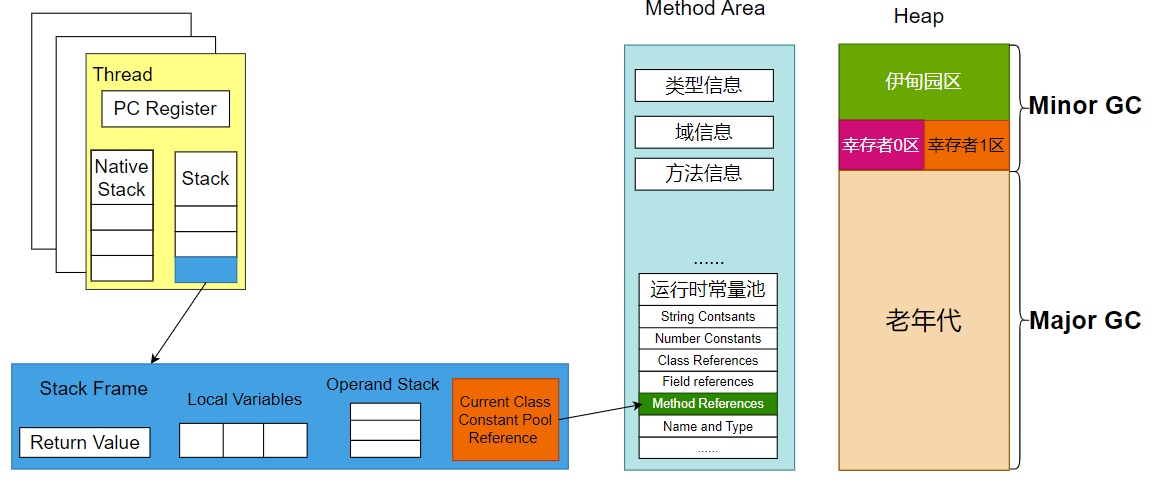 Thread
PC Register
Native
Stack
Stack
Stack Frame
Return Value
Local Variables
Operand Stack
Current Class
Constant Pool
Reference
Method Area
类型信息
域信息
方法信息
......
运行时常量池
String Contsants
Number Constants
Class References
Field references
Method References
Name and Type
......
Heap
伊甸园区
幸存者0区
幸存者1区
老年代
Minor GC
Major GC